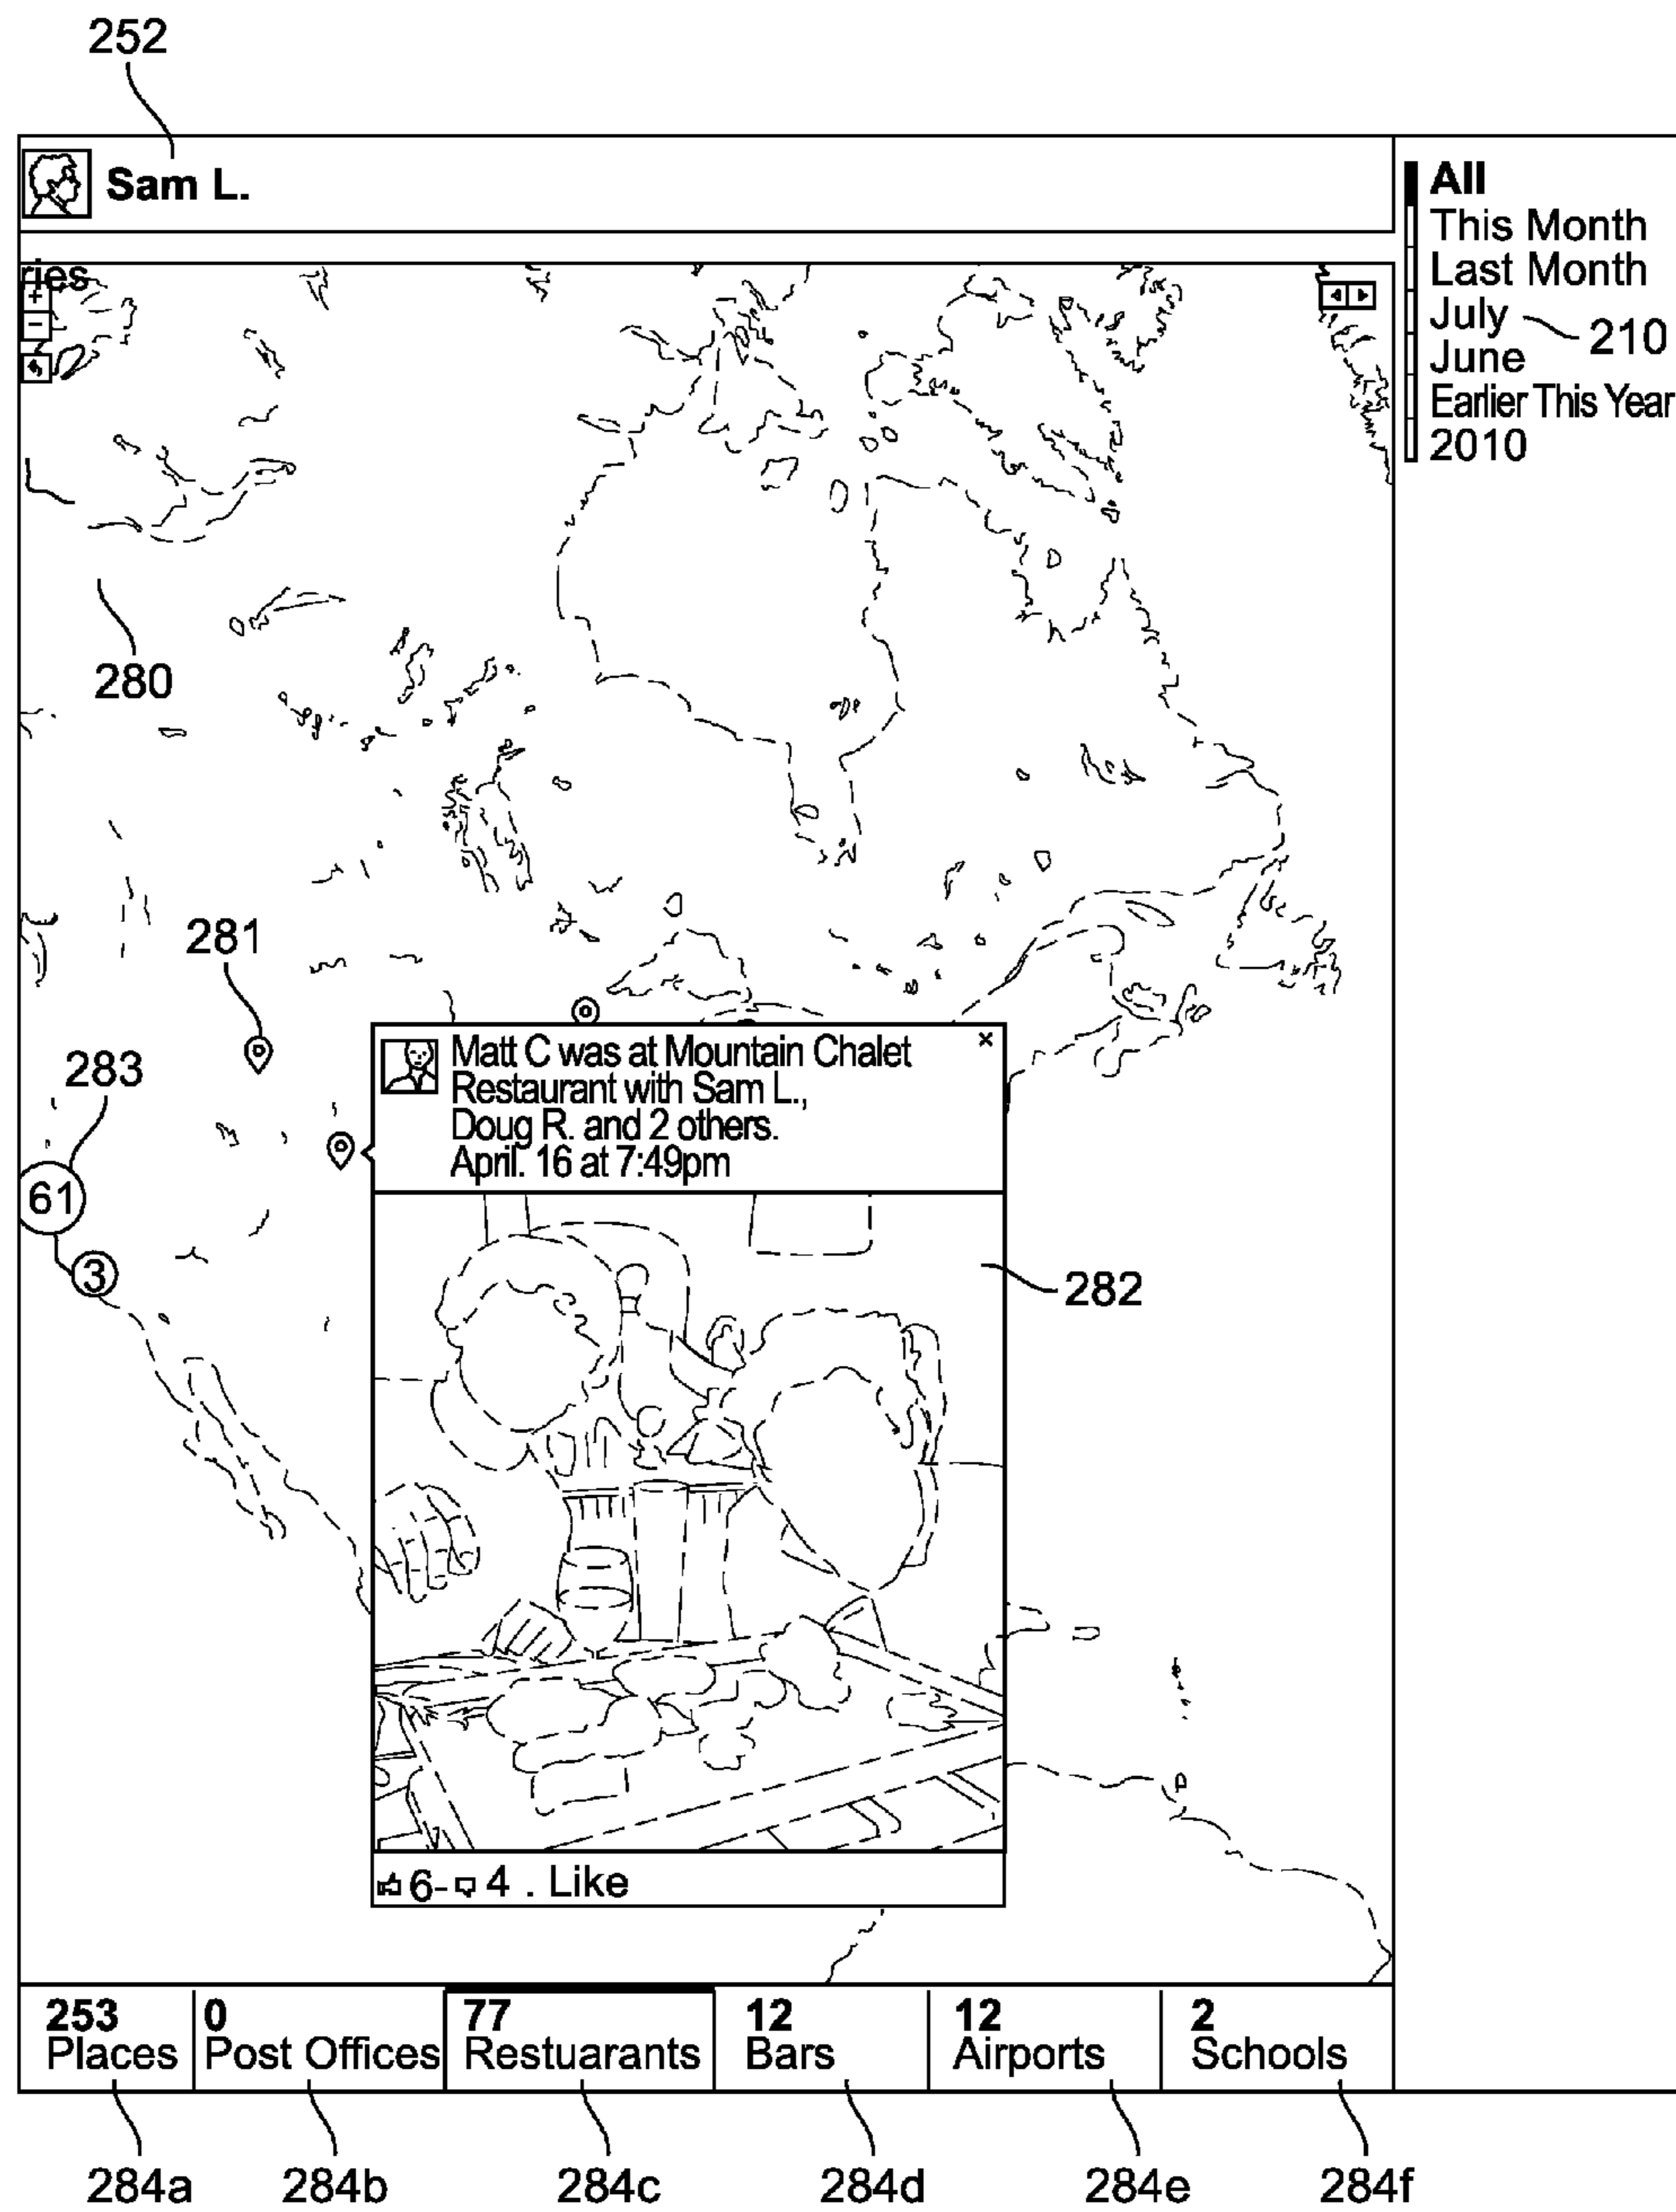 252
Sam L.
All
This Month
Last Month
July
210
June
Earlier This Year
2010
ries
+
−
280
281
283
61
3
Matt C was at Mountain Chalet
Restaurant with Sam L.,
Doug R. and 2 others.
April. 16 at 7:49pm
×
282
6- 4 . Like
253
Places
0
Post Offices
77
Restuarants
12
Bars
12
Airports
2
Schools
284a
284b
284c
284d
284e
284f